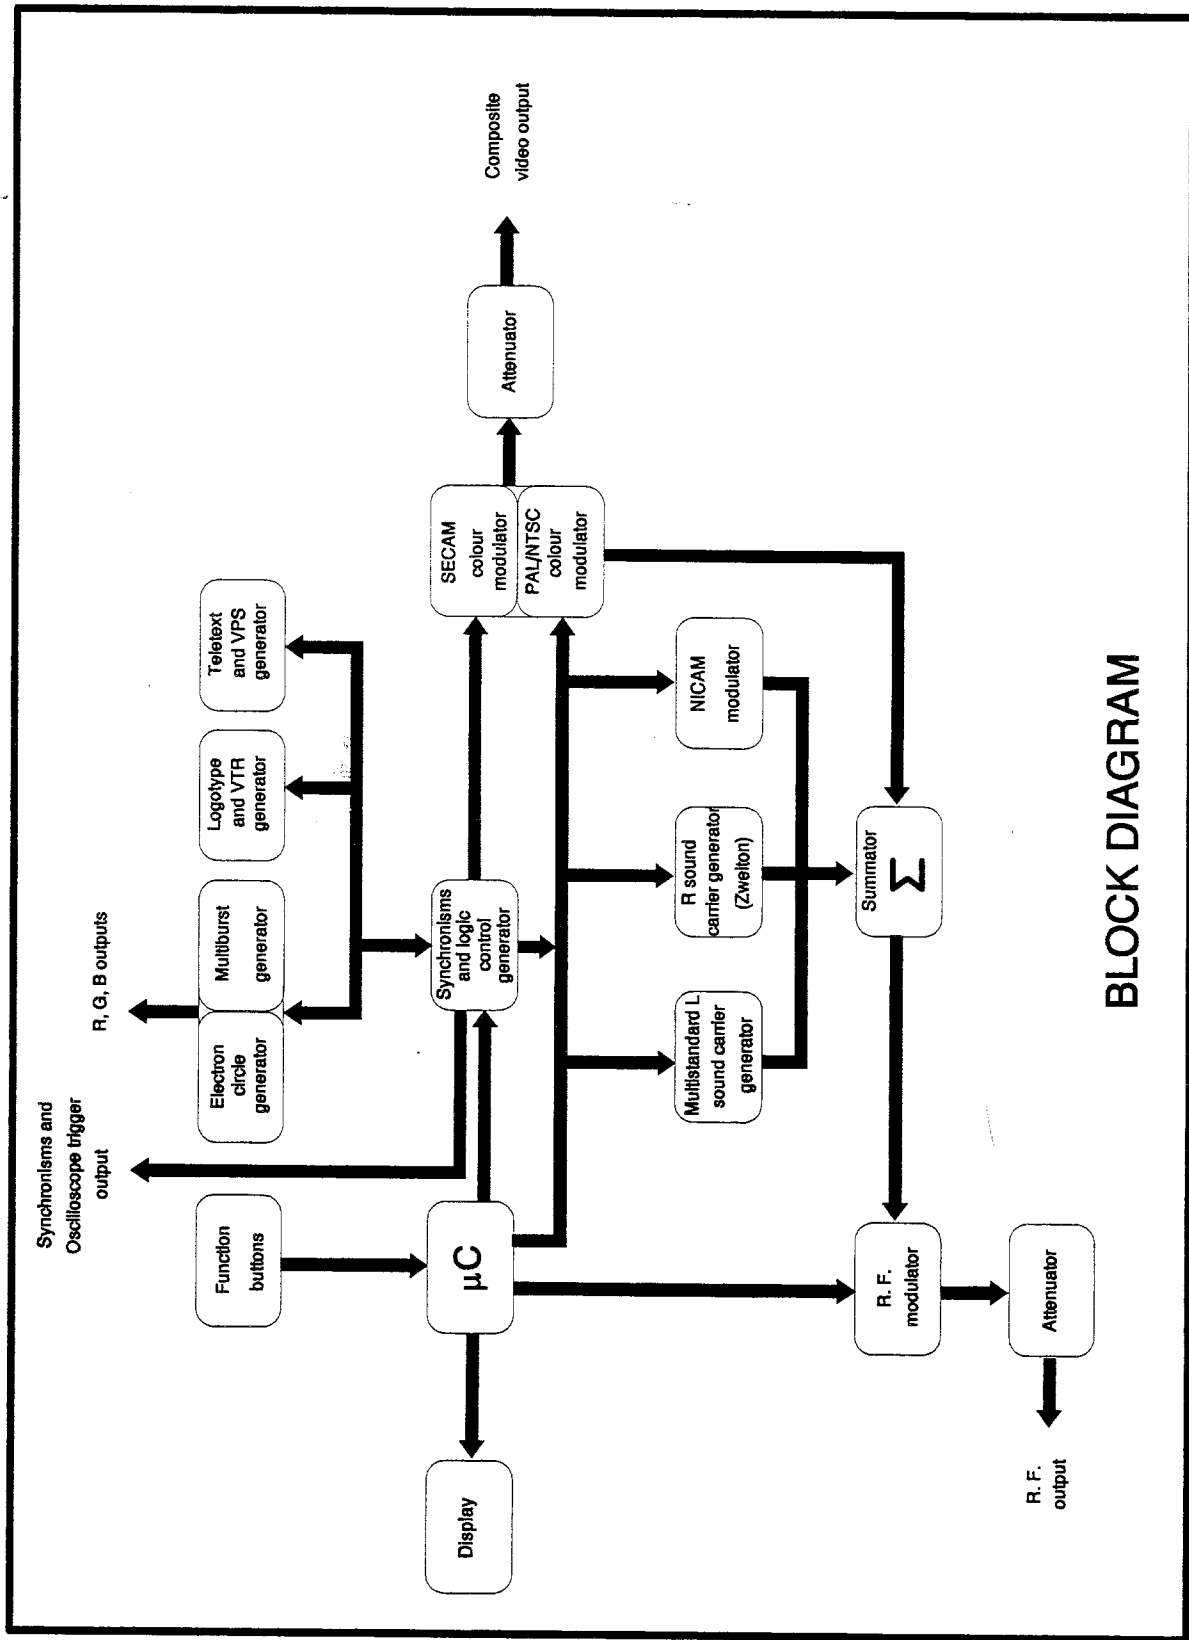 Synchronisms and
Oscilloscope trigger
output
R, G, B outputs
Function
buttons
Electron
circle
generator
Multiburst
generator
Logotype
and VTR
generator
Teletext
and VPS
generator
Display
µC
Synchronisms
and logic
control
generator
SECAM
colour
modulator
PAL/NTSC
colour
modulator
Attenuator
Composite
video output
Multistandard L
sound carrier
generator
R sound
carrier generator
(Zweiton)
NICAM
modulator
R. F.
modulator
Summator
Σ
Attenuator
R. F.
output
BLOCK DIAGRAM